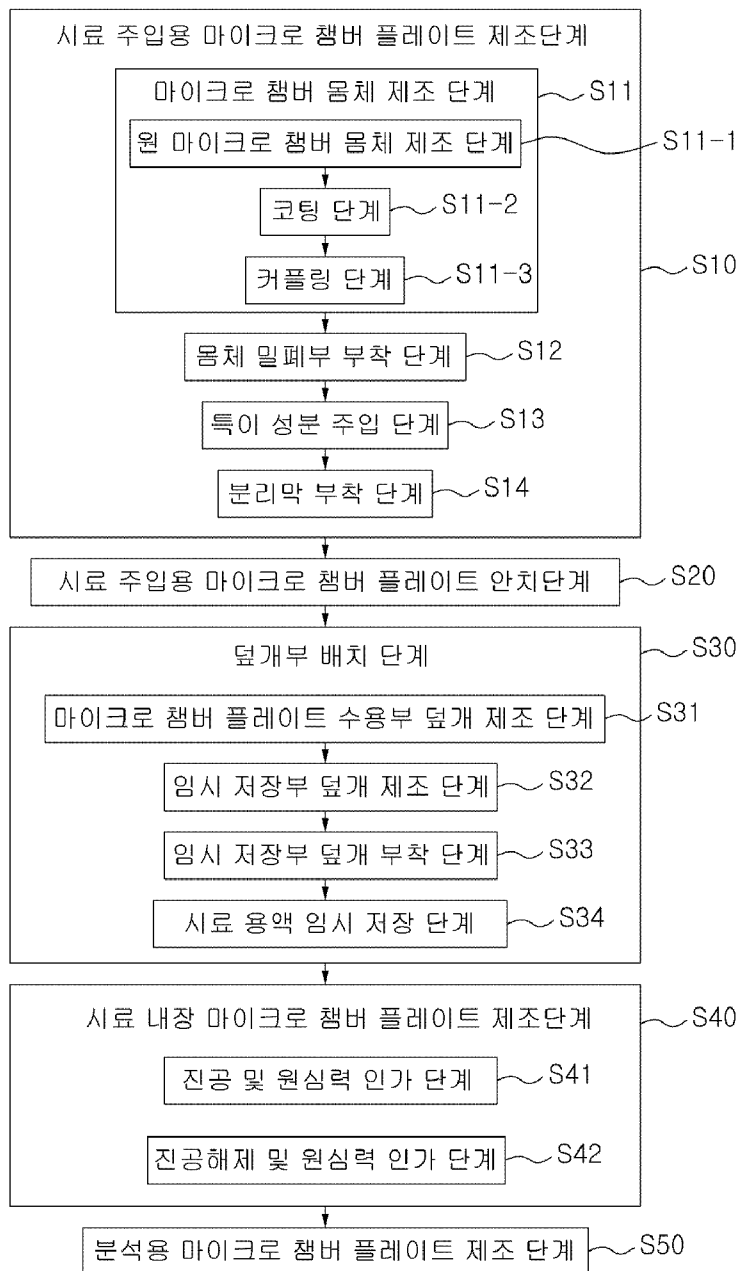 시료 주입용 마이크로 챔버 플레이트 제조단계
마이크로 챔버 몸체 제조 단계 S11
원 마이크로 챔버 몸체 제조 단계 S11-1
코팅 단계 S11-2
커플링 단계 S11-3
S10
몸체 밀폐부 부착 단계 S12
특이 성분 주입 단계 S13
분리막 부착 단계 S14
시료 주입용 마이크로 챔버 플레이트 안치단계 S20
덮개부 배치 단계 S30
마이크로 챔버 플레이트 수용부 덮개 제조 단계 S31
임시 저장부 덮개 제조 단계 S32
임시 저장부 덮개 부착 단계 S33
시료 용액 임시 저장 단계 S34
시료 내장 마이크로 챔버 플레이트 제조단계 S40
진공 및 원심력 인가 단계 S41
진공해제 및 원심력 인가 단계 S42
분석용 마이크로 챔버 플레이트 제조 단계 S50